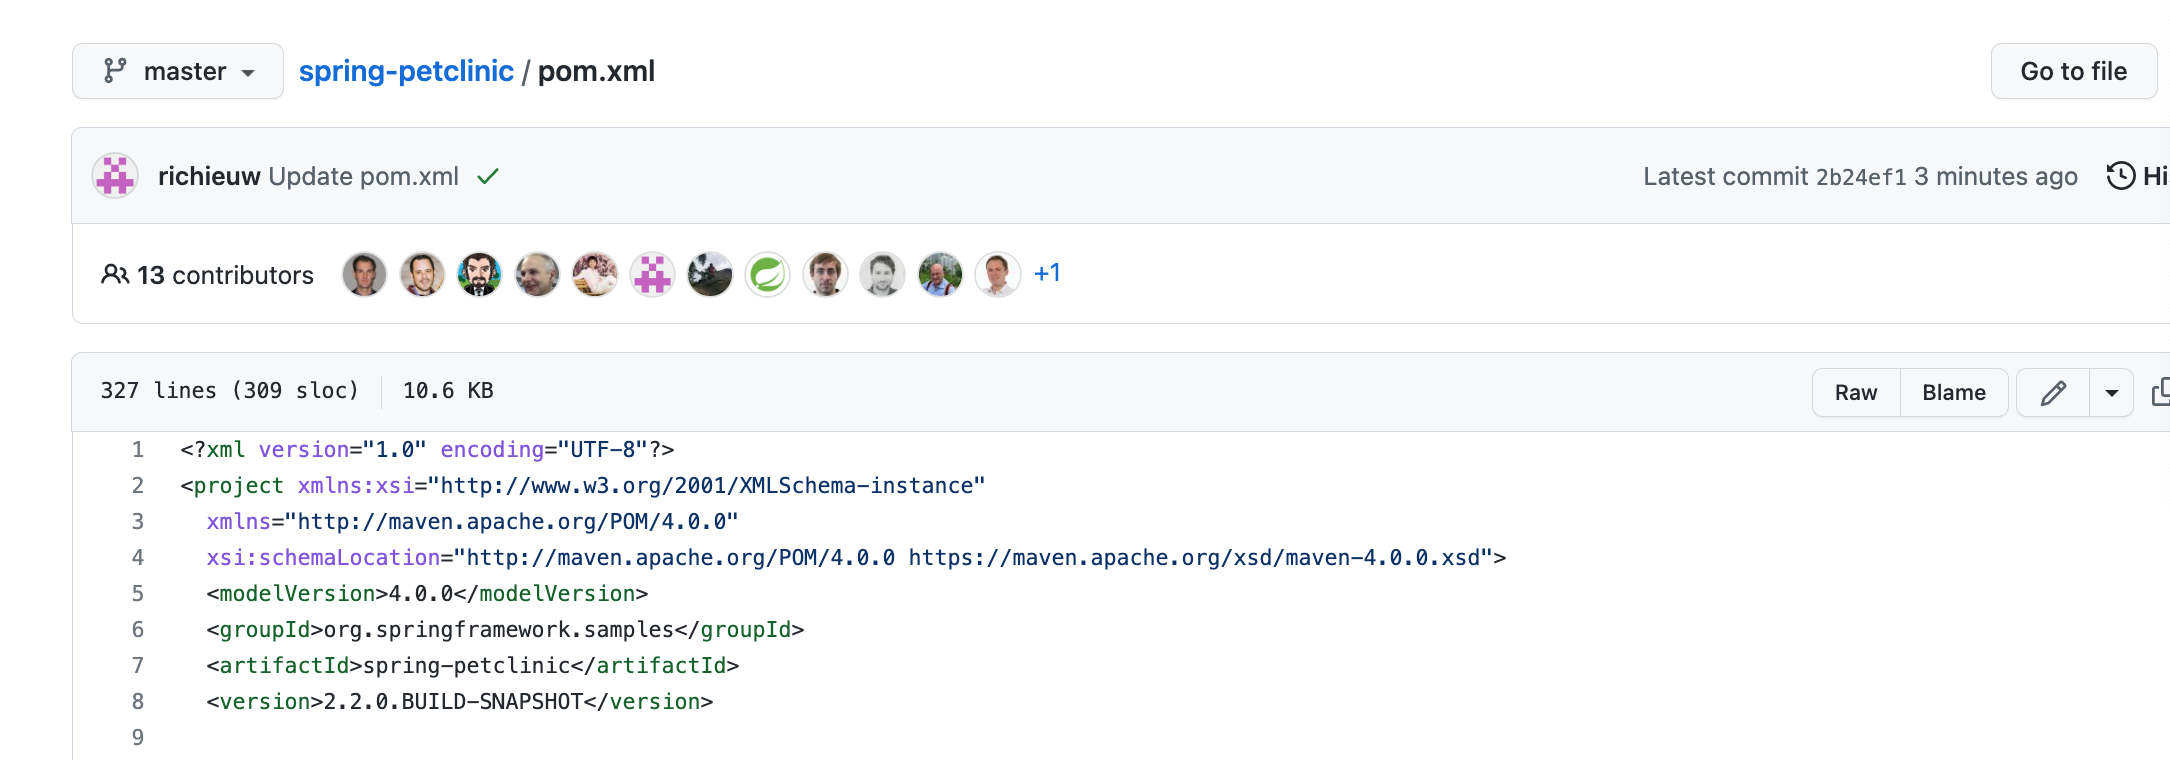 master spring-petclinic / pom.xml Go to file
richieuw Update pom.xml Latest commit 2b24ef1 3 minutes ago Hi
13 contributors +1
327 lines (309 sloc) 10.6 KB Raw Blame
1 <?xml version="1.0" encoding="UTF-8"?>
2 <project xmlns:xsi="http://www.w3.org/2001/XMLSchema-instance"
3 xmlns="http://maven.apache.org/POM/4.0.0"
4 xsi:schemaLocation="http://maven.apache.org/POM/4.0.0 https://maven.apache.org/xsd/maven-4.0.0.xsd">
5 <modelVersion>4.0.0</modelVersion>
6 <groupId>org.springframework.samples</groupId>
7 <artifactId>spring-petclinic</artifactId>
8 <version>2.2.0.BUILD-SNAPSHOT</version>
9